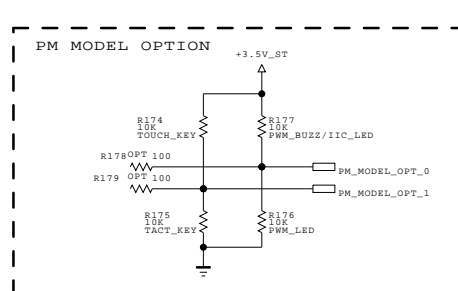 PM MODEL OPTION
+3.5V_ST
R174
10K
TOUCH_KEY
R177
10K
PWM_BUZZ/IIC_LED
R178 OPT 100
PM_MODEL_OPT_0
R179 OPT 100
PM_MODEL_OPT_1
R175
10K
TACT_KEY
R176
10K
PWM_LED